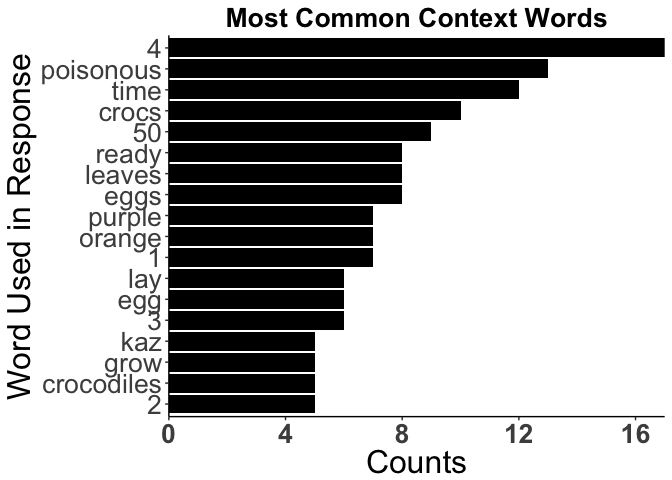 Most Common Context Words
Word Used in Response
4
poisonous
time
crocs
50
ready
leaves
eggs
purple
orange
1
lay
egg
3
kaz
grow
crocodiles
2
0 4 8 12 16
Counts